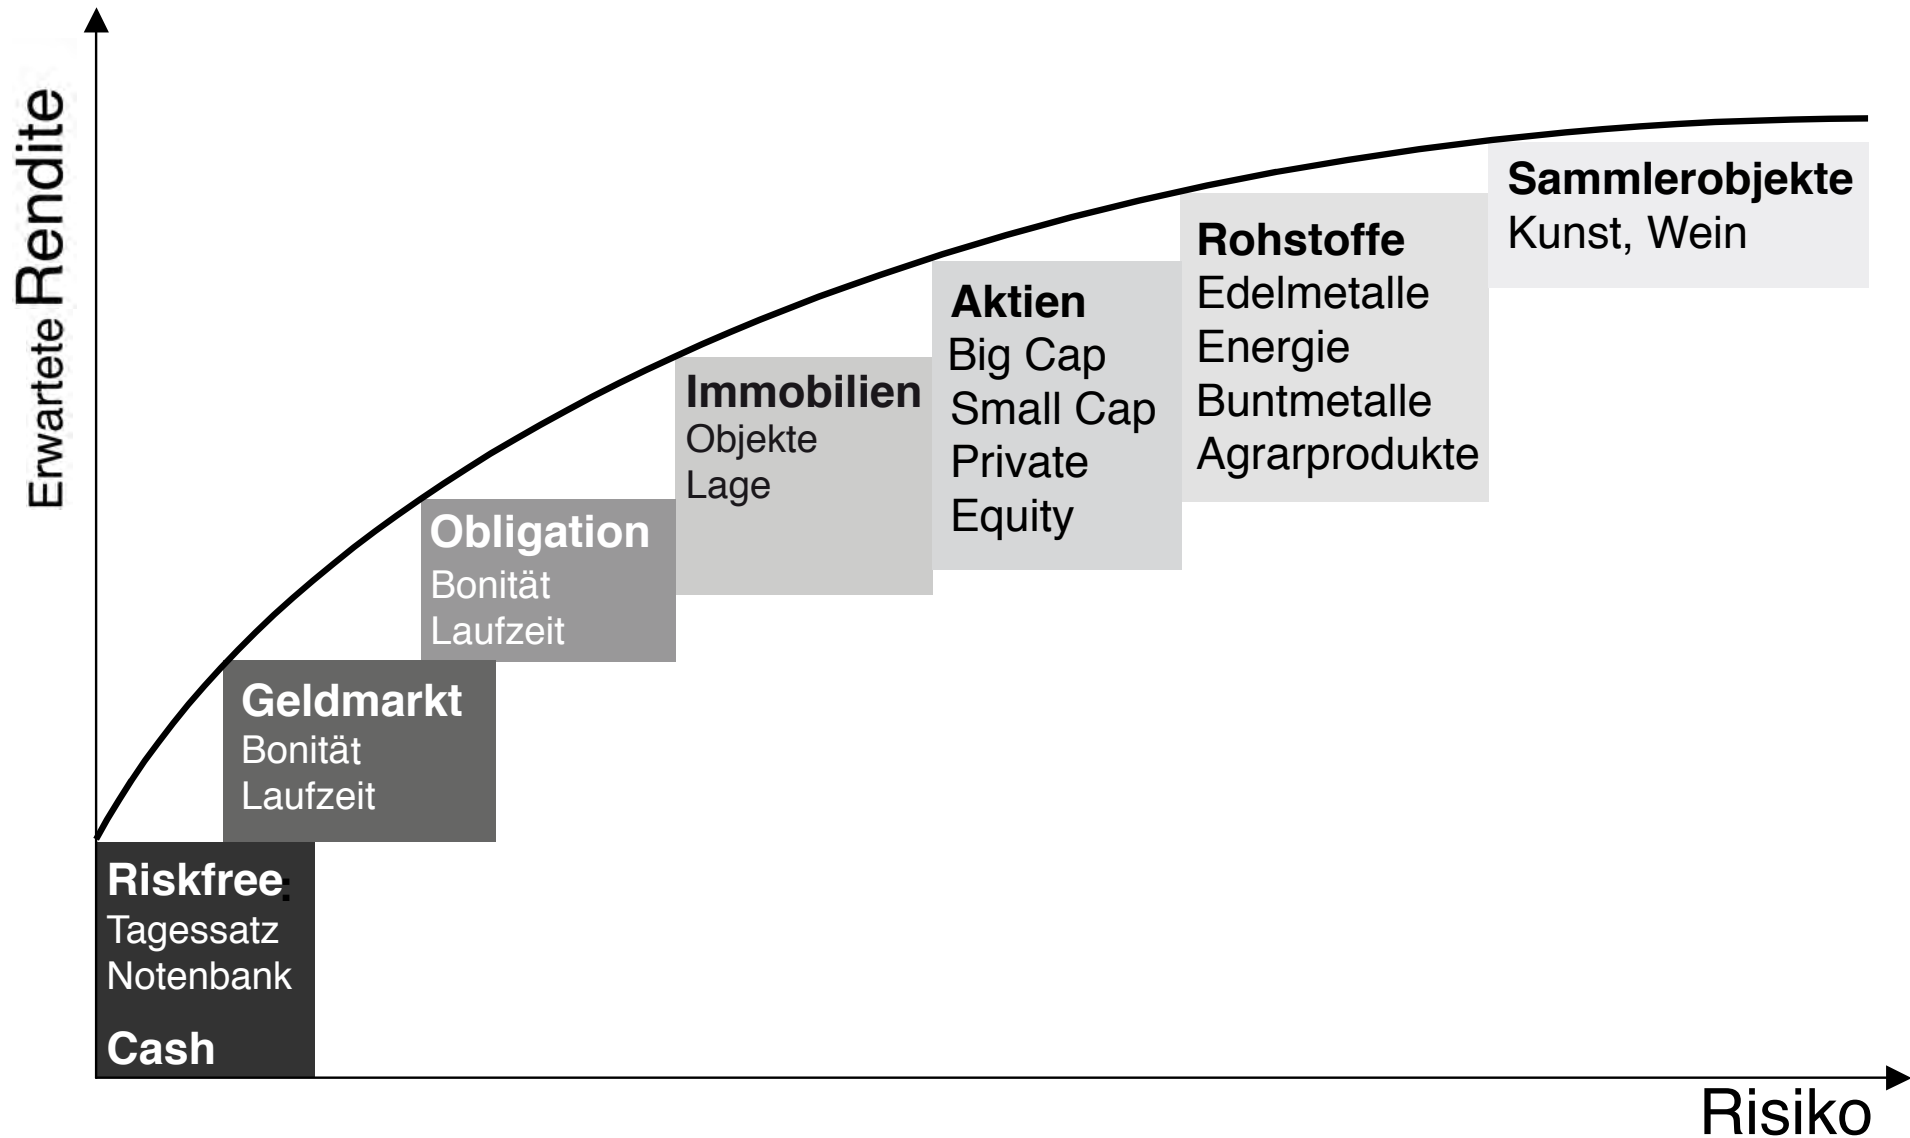 Erwartete Rendite
Sammlerobjekte
Kunst, Wein
Rohstoffe
Edelmetalle
Energie
Buntmetalle
Agrarprodukte
Aktien
Big Cap
Small Cap
Private
Equity
Immobilien
Objekte
Lage
Obligation
Bonität
Laufzeit
Geldmarkt
Bonität
Laufzeit
Riskfree:
Tagessatz
Notenbank
Cash
Risiko